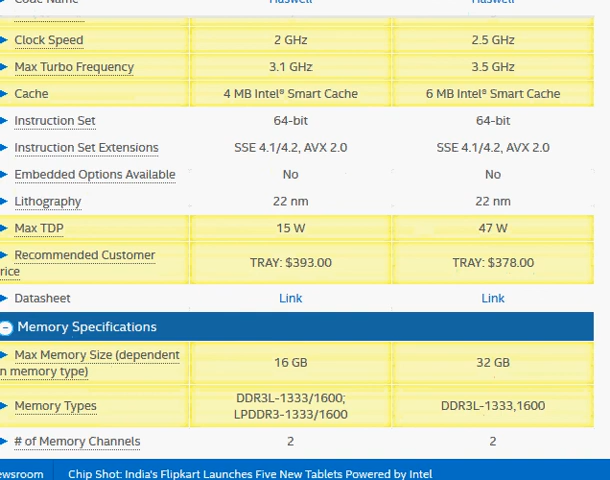 Code Name Haswell Haswell
Clock Speed 2 GHz 2.5 GHz
Max Turbo Frequency 3.1 GHz 3.5 GHz
Cache 4 MB Intel® Smart Cache 6 MB Intel® Smart Cache
Instruction Set 64-bit 64-bit
Instruction Set Extensions SSE 4.1/4.2, AVX 2.0 SSE 4.1/4.2, AVX 2.0
Embedded Options Available No No
Lithography 22 nm 22 nm
Max TDP 15 W 47 W
Recommended Customer
rice TRAY: $393.00 TRAY: $378.00
Datasheet Link Link
Memory Specifications
Max Memory Size (dependent
n memory type) 16 GB 32 GB
Memory Types DDR3L-1333/1600; DDR3L-1333,1600
LPDDR3-1333/1600
# of Memory Channels 2 2
ewsroom Chip Shot: India's Flipkart Launches Five New Tablets Powered by Intel